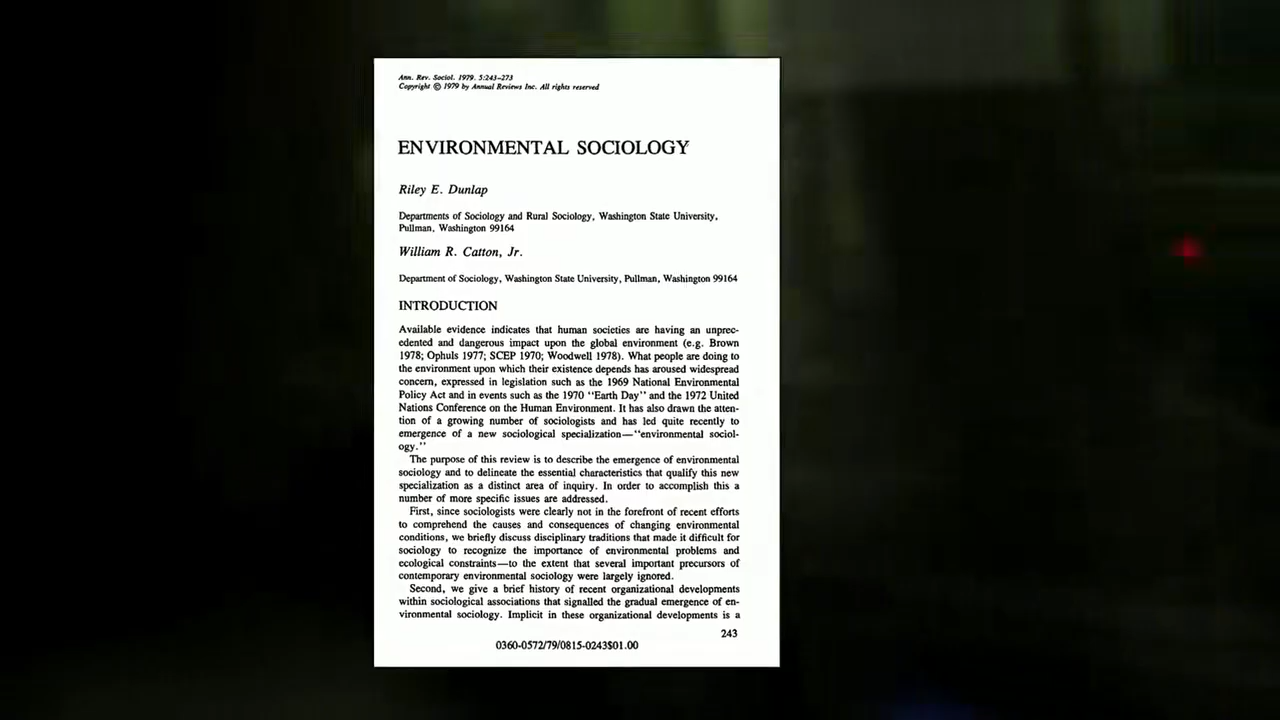 Ann. Rev. Sociol. 1979. 5:243-273
Copyright © 1979 by Annual Reviews Inc. All rights reserved
ENVIRONMENTAL SOCIOLOGY
Riley E. Dunlap
Departments of Sociology and Rural Sociology, Washington State University,
Pullman, Washington 99164
William R. Catton, Jr.
Department of Sociology, Washington State University, Pullman, Washington 99164
INTRODUCTION
Available evidence indicates that human societies are having an unprec-
edented and dangerous impact upon the global environment (e.g. Brown
1978; Ophuls 1977; SCEP 1970; Woodwell 1978). What people are doing to
the environment upon which their existence depends has aroused widespread
concern, expressed in legislation such as the 1969 National Environmental
Policy Act and in events such as the 1970 "Earth Day" and the 1972 United
Nations Conference on the Human Environment. It has also drawn the atten-
tion of a growing number of sociologists and has led quite recently to
emergence of a new sociological specialization—"environmental sociol-
ogy."
The purpose of this review is to describe the emergence of environmental
sociology and to delineate the essential characteristics that qualify this new
specialization as a distinct area of inquiry. In order to accomplish this a
number of more specific issues are addressed.
First, since sociologists were clearly not in the forefront of recent efforts
to comprehend the causes and consequences of changing environmental
conditions, we briefly discuss disciplinary traditions that made it difficult for
sociology to recognize the importance of environmental problems and
ecological constraints—to the extent that several important precursors of
contemporary environmental sociology were largely ignored.
Second, we give a brief history of recent organizational developments
within sociological associations that signalled the gradual emergence of en-
vironmental sociology. Implicit in these organizational developments is a
243
0360-0572/79/0815-0243$01.00